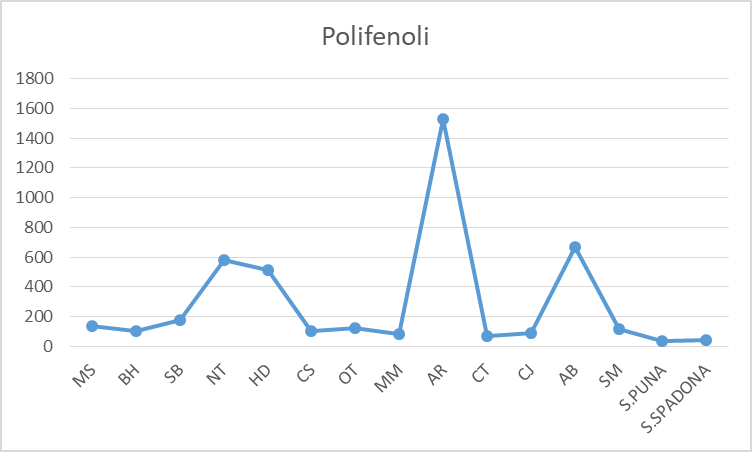 Polifenoli
1800
1600
1400
1200
1000
800
600
400
200
0
MS
BH
SB
NT
HD
CS
OT
MM
AR
CT
CJ
AB
SM
S.PUNA
S.SPADONA